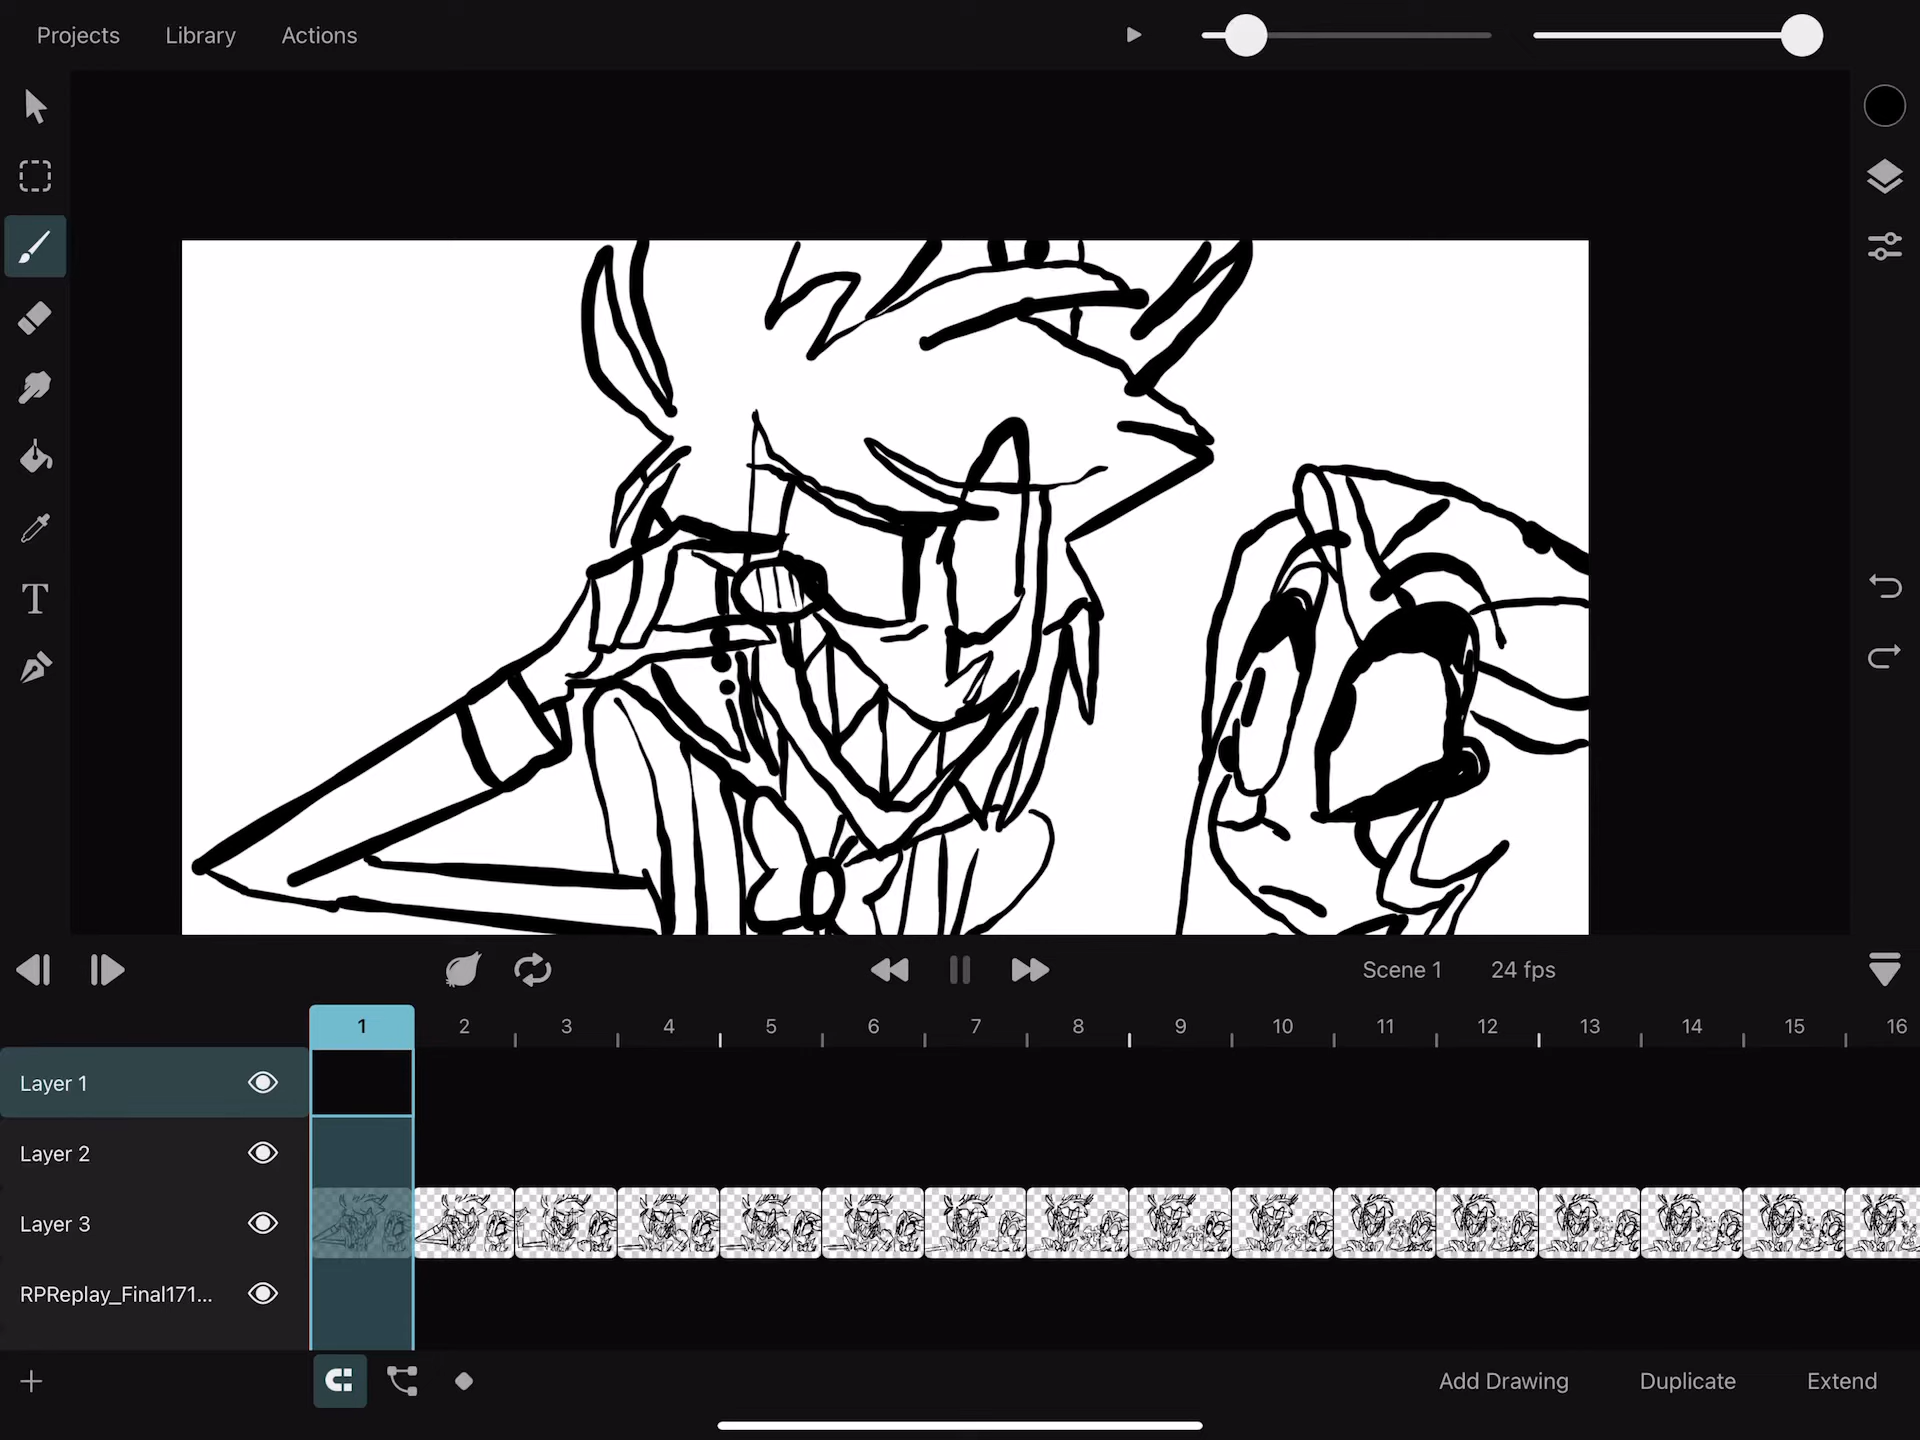 Projects Library Actions
T
Scene 1 24 fps
1 2 3 4 5 6 7 8 9 10 11 12 13 14 15 16
Layer 1
Layer 2
Layer 3
RPReplay_Final171...
Add Drawing Duplicate Extend